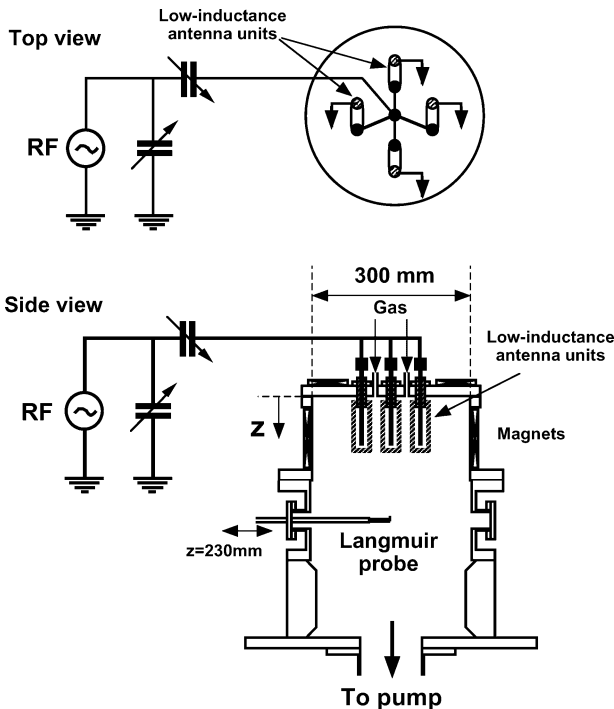 Top view
Low-inductance
antenna units
RF
Side view
300 mm
Gas
Low-inductance
antenna units
RF
z
Magnets
z=230mm
Langmuir
probe
To pump